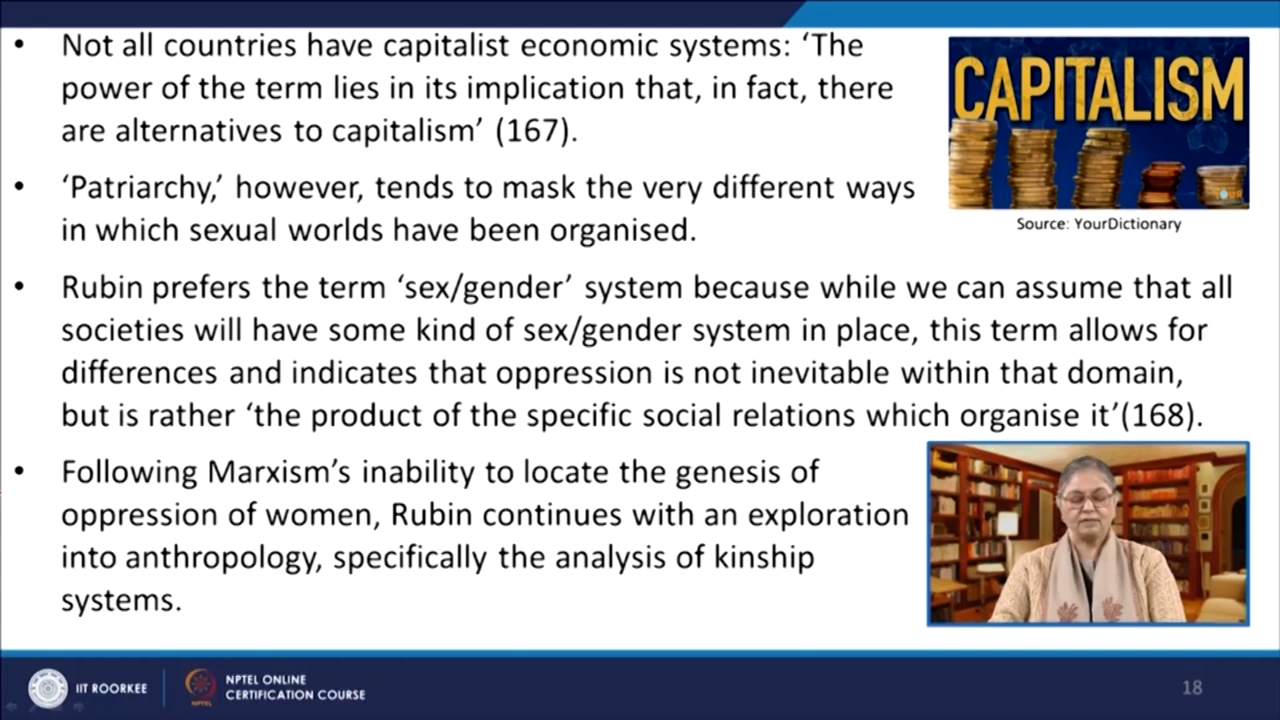 • Not all countries have capitalist economic systems: ‘The
power of the term lies in its implication that, in fact, there
are alternatives to capitalism’ (167).
CAPITALISM
Source: YourDictionary
• ‘Patriarchy,’ however, tends to mask the very different ways
in which sexual worlds have been organised.
• Rubin prefers the term ‘sex/gender’ system because while we can assume that all
societies will have some kind of sex/gender system in place, this term allows for
differences and indicates that oppression is not inevitable within that domain,
but is rather ‘the product of the specific social relations which organise it’(168).
• Following Marxism’s inability to locate the genesis of
oppression of women, Rubin continues with an exploration
into anthropology, specifically the analysis of kinship
systems.
IIT ROORKEE
NPTEL
NPTEL ONLINE
CERTIFICATION COURSE
18